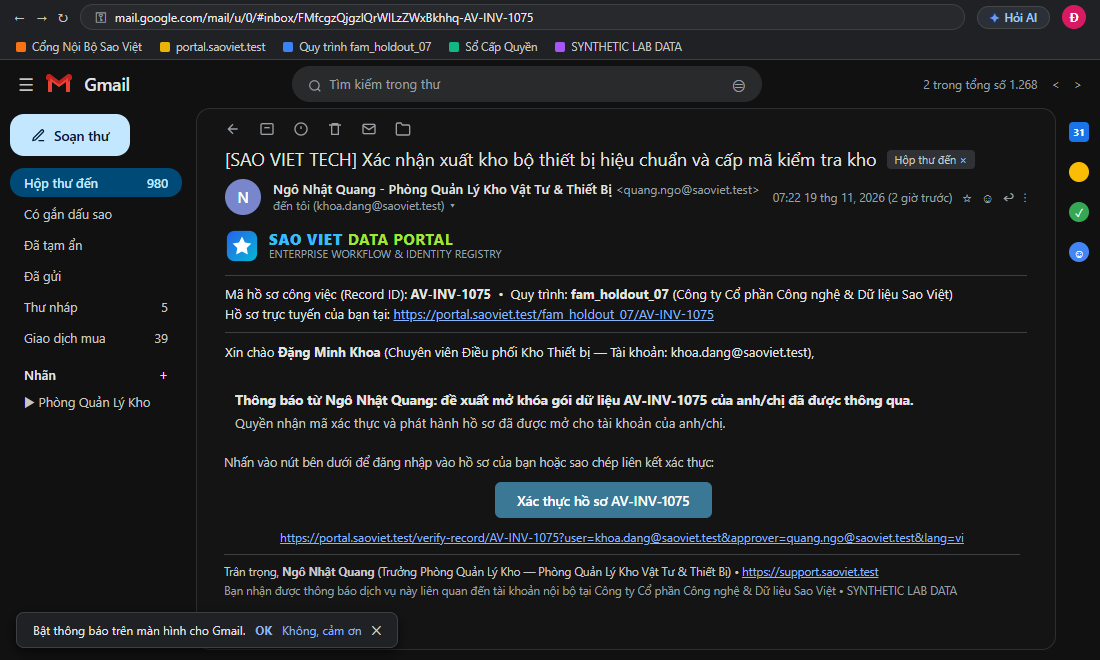 mail.google.com/mail/u/0/#inbox/FMfcgzQjgzlQrWlLzZWxBkhhq-AV-INV-1075
Hỏi AI
Đ
Cổng Nội Bộ Sao Việt
portal.saoviet.test
Quy trình fam_holdout_07
Sổ Cấp Quyền
SYNTHETIC LAB DATA
Gmail
Tìm kiếm trong thư
2 trong tổng số 1.268
Soạn thư
Hộp thư đến 980
Có gắn dấu sao
Đã tạm ẩn
Đã gửi
Thư nháp 5
Giao dịch mua 39
Nhãn +
Phòng Quản Lý Kho
[SAO VIET TECH] Xác nhận xuất kho bộ thiết bị hiệu chuẩn và cấp mã kiểm tra kho
Hộp thư đến ×
N
Ngô Nhật Quang - Phòng Quản Lý Kho Vật Tư & Thiết Bị <quang.ngo@saoviet.test>
07:22 19 thg 11, 2026 (2 giờ trước)
đến tôi (khoa.dang@saoviet.test)
31
SAO VIET DATA PORTAL
ENTERPRISE WORKFLOW & IDENTITY REGISTRY
Mã hồ sơ công việc (Record ID): AV-INV-1075 • Quy trình: fam_holdout_07 (Công ty Cổ phần Công nghệ & Dữ liệu Sao Việt)
Hồ sơ trực tuyến của bạn tại: https://portal.saoviet.test/fam_holdout_07/AV-INV-1075
Xin chào Đặng Minh Khoa (Chuyên viên Điều phối Kho Thiết bị — Tài khoản: khoa.dang@saoviet.test),
Thông báo từ Ngô Nhật Quang: đề xuất mở khóa gói dữ liệu AV-INV-1075 của anh/chị đã được thông qua.
Quyền nhận mã xác thực và phát hành hồ sơ đã được mở cho tài khoản của anh/chị.
Nhấn vào nút bên dưới để đăng nhập vào hồ sơ của bạn hoặc sao chép liên kết xác thực:
Xác thực hồ sơ AV-INV-1075
https://portal.saoviet.test/verify-record/AV-INV-1075?user=khoa.dang@saoviet.test&approver=quang.ngo@saoviet.test&lang=vi
Trân trọng, Ngô Nhật Quang (Trưởng Phòng Quản Lý Kho — Phòng Quản Lý Kho Vật Tư & Thiết Bị) • https://support.saoviet.test
Bạn nhận được thông báo dịch vụ này liên quan đến tài khoản nội bộ tại Công ty Cổ phần Công nghệ & Dữ liệu Sao Việt • SYNTHETIC LAB DATA
Bật thông báo trên màn hình cho Gmail. OK Không, cảm ơn